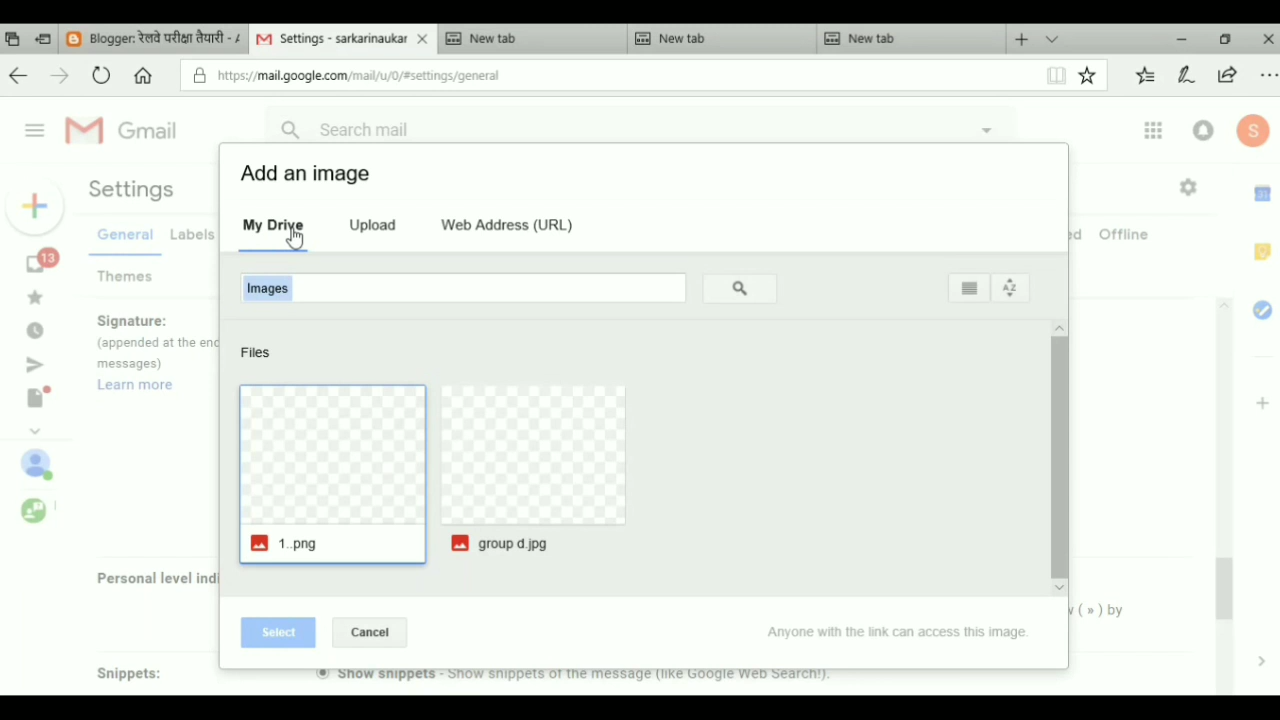 Blogger: रेलवे परीक्षा तैयारी - A
Settings - sarkarinaukar
New tab
New tab
New tab
https://mail.google.com/mail/u/0/#settings/general
Gmail
Search mail
S
Settings
General
Labels
ed
Offline
Themes
13
31
Add an image
My Drive
Upload
Web Address (URL)
Images
AZ
Signature:
(appended at the end
messages)
Learn more
Files
1..png
group d.jpg
Personal level indi
w ( » ) by
Select
Cancel
Anyone with the link can access this image.
Snippets:
Show snippets - Show snippets of the message (like Google Web Search!).